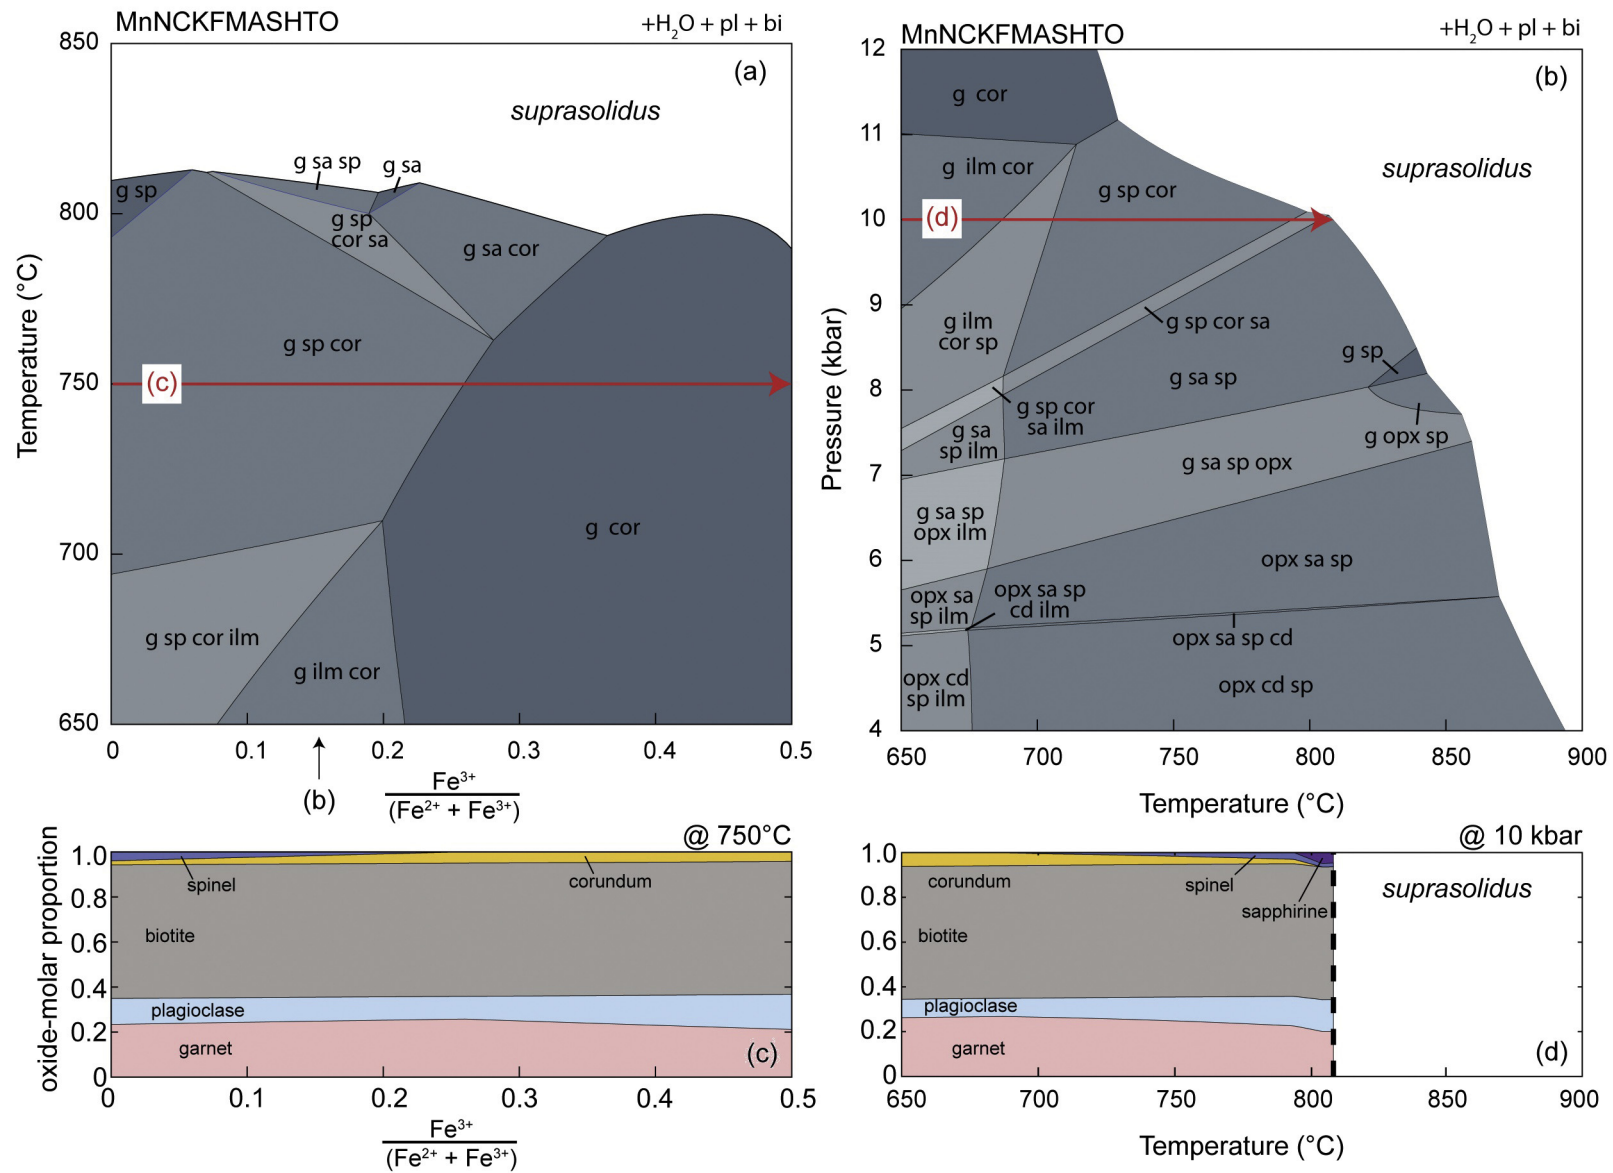 MnNCKFMASHTO
+H₂O + pl + bi
850
800
750
700
650
Temperature (°C)
(a)
suprasolidus
g sa sp
g sa
g sp
g sp
cor sa
g sa cor
g sp cor
(c)
g cor
g sp cor ilm
g ilm cor
0
0.1
0.2
0.3
0.4
0.5
(b)
Fe³⁺
(Fe²⁺ + Fe³⁺)
MnNCKFMASHTO
+H₂O + pl + bi
12
11
10
9
8
7
6
5
4
Pressure (kbar)
(b)
g cor
suprasolidus
g ilm cor
g sp cor
(d)
g ilm
cor sp
g sp cor sa
g sp
g sa sp
g sp cor
sa ilm
g sa
sp ilm
g opx sp
g sa sp opx
g sa sp
opx ilm
opx sa sp
opx sa
sp ilm
opx sa sp
cd ilm
opx sa sp cd
opx cd
sp ilm
opx cd sp
650
700
750
800
850
900
Temperature (°C)
@ 750°C
oxide-molar proportion
1.0
0.8
0.6
0.4
0.2
0
spinel
corundum
biotite
plagioclase
garnet
(c)
0
0.1
0.2
0.3
0.4
0.5
Fe³⁺
(Fe²⁺ + Fe³⁺)
@ 10 kbar
1.0
0.8
0.6
0.4
0.2
0
corundum
spinel
sapphirine
suprasolidus
biotite
plagioclase
garnet
(d)
650
700
750
800
850
900
Temperature (°C)